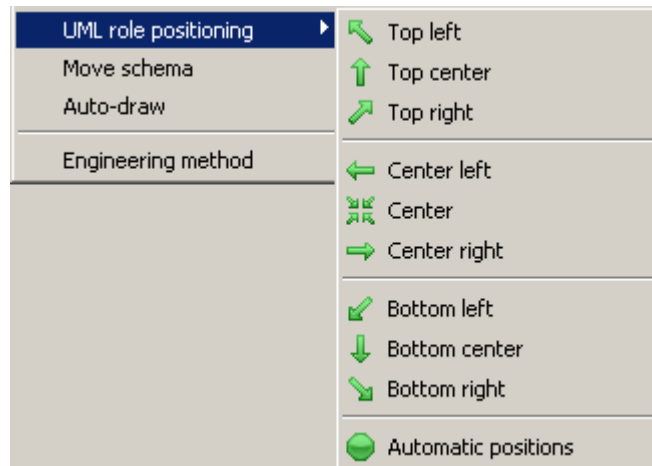 UML role positioning
Move schema
Auto-draw
Engineering method
Top left
Top center
Top right
Center left
Center
Center right
Bottom left
Bottom center
Bottom right
Automatic positions